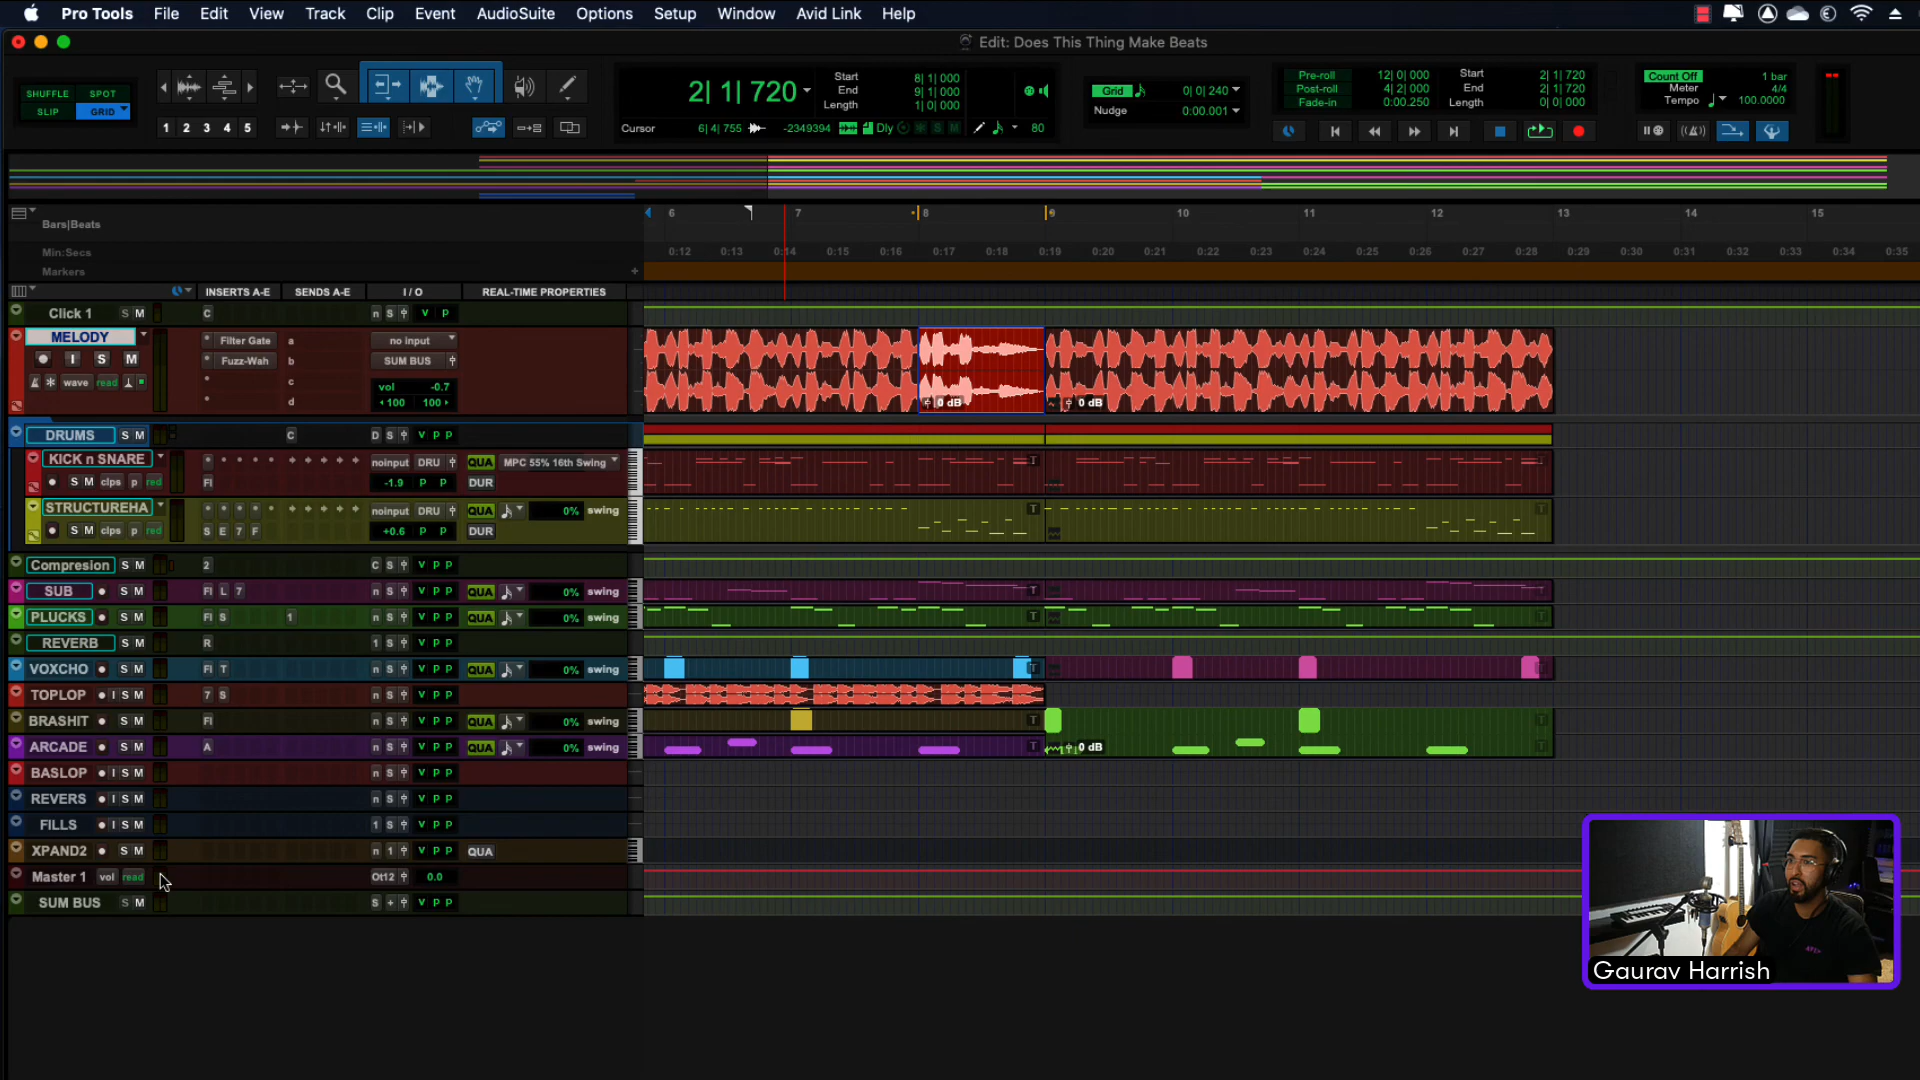 Pro Tools File Edit View Track Clip Event AudioSuite Options Setup Window Avid Link Help
Edit: Does This Thing Make Beats
SHUFFLE SPOT
SLIP GRID
1 2 3 4 5
2| 1| 720
Start 8| 1| 000
End 9| 1| 000
Length 1| 0| 000
Cursor 6| 4| 755 -2349394 Dly S M 80
Grid 0| 0| 240
Nudge 0:00.001
Pre-roll 12| 0| 000
Post-roll 4| 2| 000
Fade-in 0:00.250
Start 2| 1| 720
End 2| 1| 720
Length 0| 0| 000
Count Off 1 bar
Meter 4/4
Tempo 100.0000
Bars|Beats 6 7 8 9 10 11 12 13 14 15
Min:Secs 0:12 0:13 0:14 0:15 0:16 0:17 0:18 0:19 0:20 0:21 0:22 0:23 0:24 0:25 0:26 0:27 0:28 0:29 0:30 0:31 0:32 0:33 0:34 0:35
Markers +
INSERTS A-E SENDS A-E I / O REAL-TIME PROPERTIES
Click 1 S M C n S V P
MELODY Filter Gate a no input
I S M Fuzz-Wah b SUM BUS
wave read c vol -0.7
d 100 100 0 dB 0 dB
DRUMS S M C D S V P P
KICK n SNARE noinput DRU QUA MPC 55% 16th Swing T
S M clps p red FI -1.9 P P DUR
STRUCTUREHA noinput DRU QUA 0% swing T
S M clps p red S E 7 F +0.6 P P DUR
Compresion S M 2 C S V P P
SUB S M FI L 7 n S V P P QUA 0% swing T
PLUCKS S M FI S 1 n S V P P QUA 0% swing T
REVERB S M R 1 S V P P
VOXCHO S M FI T n S V P P QUA 0% swing T
TOPLOP I S M 7 S n S V P P
BRASHIT S M FI n S V P P QUA 0% swing T
ARCADE S M A n S V P P QUA 0% swing T 0 dB
BASLOP I S M n S V P P
REVERS I S M n S V P P
FILLS I S M 1 S V P P
XPAND2 S M n 1 V P P QUA
Master 1 vol read Ot12 0.0
SUM BUS S M S + V P P
Gaurav Harrish